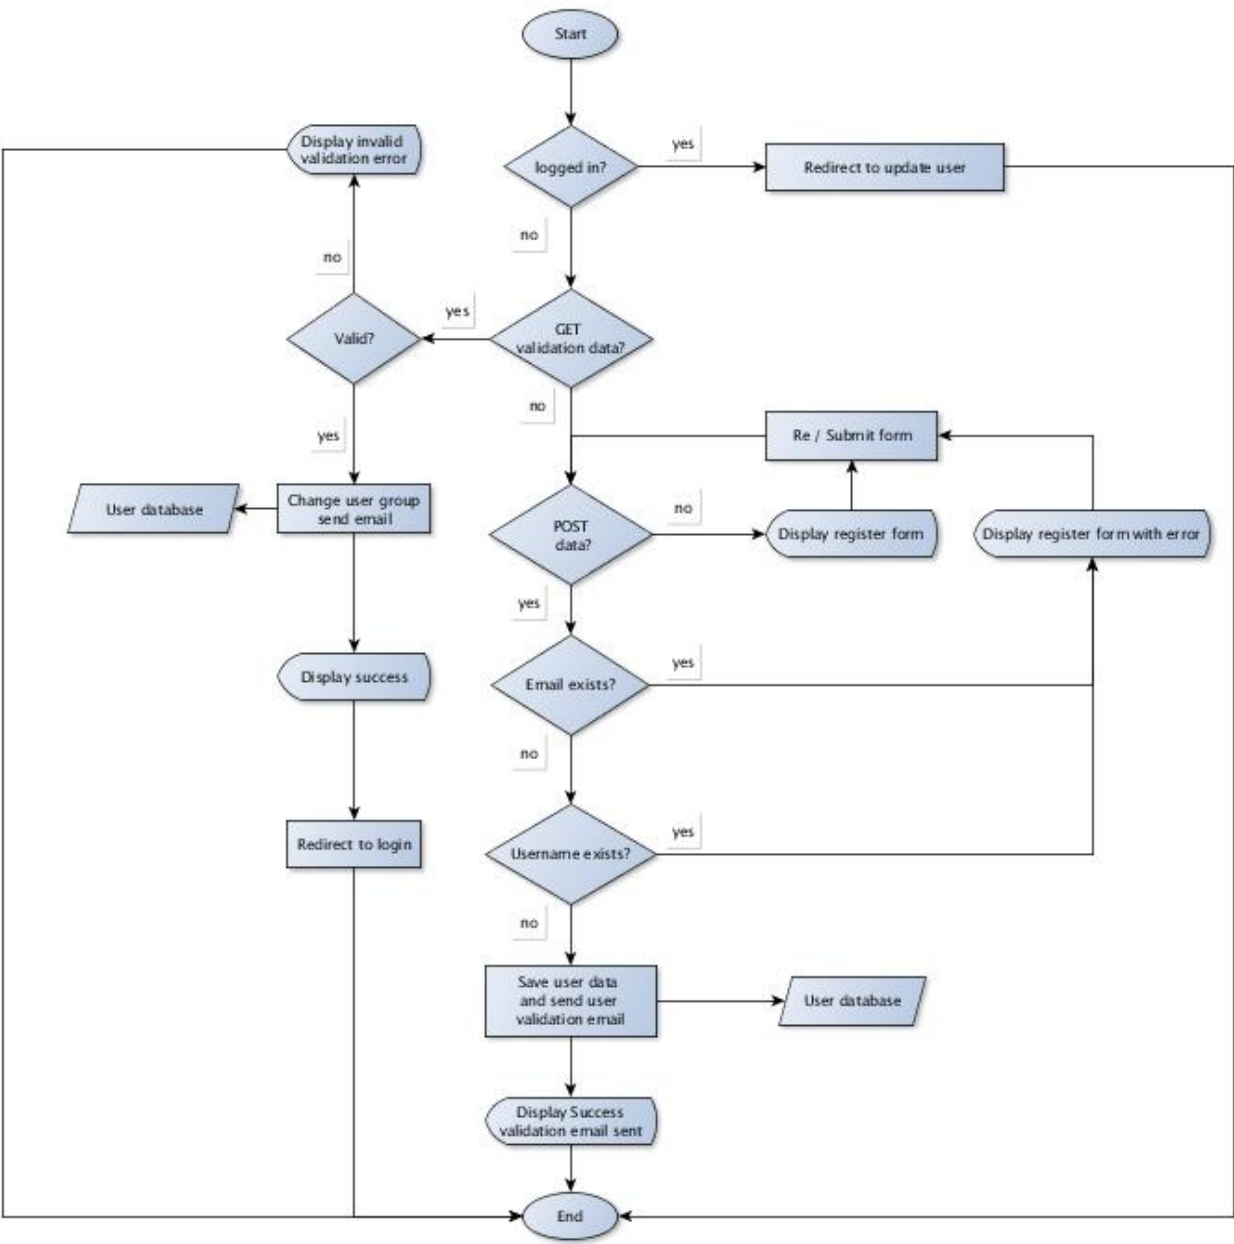 Start
Display invalid
validation error
logged in?
yes
Redirect to update user
no
no
yes
GET
validation data?
Valid?
no
yes
Re / Submit form
User database
Change user group
send email
POST
data?
no
Display register form
Display register form with error
yes
Display success
Email exists?
yes
no
Redirect to login
Username exists?
yes
no
Save user data
and send user
validation email
User database
Display Success
validation email sent
End